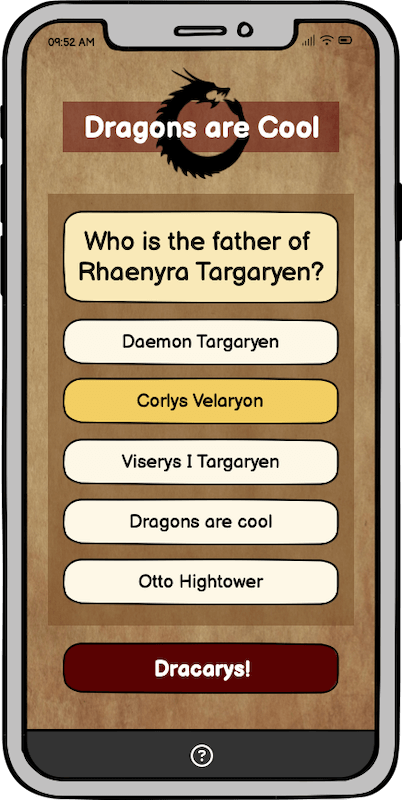 09:52 AM
Dragons are Cool
Who is the father of
Rhaenyra Targaryen?
Daemon Targaryen
Corlys Velaryon
Viserys I Targaryen
Dragons are cool
Otto Hightower
Dracarys!
?